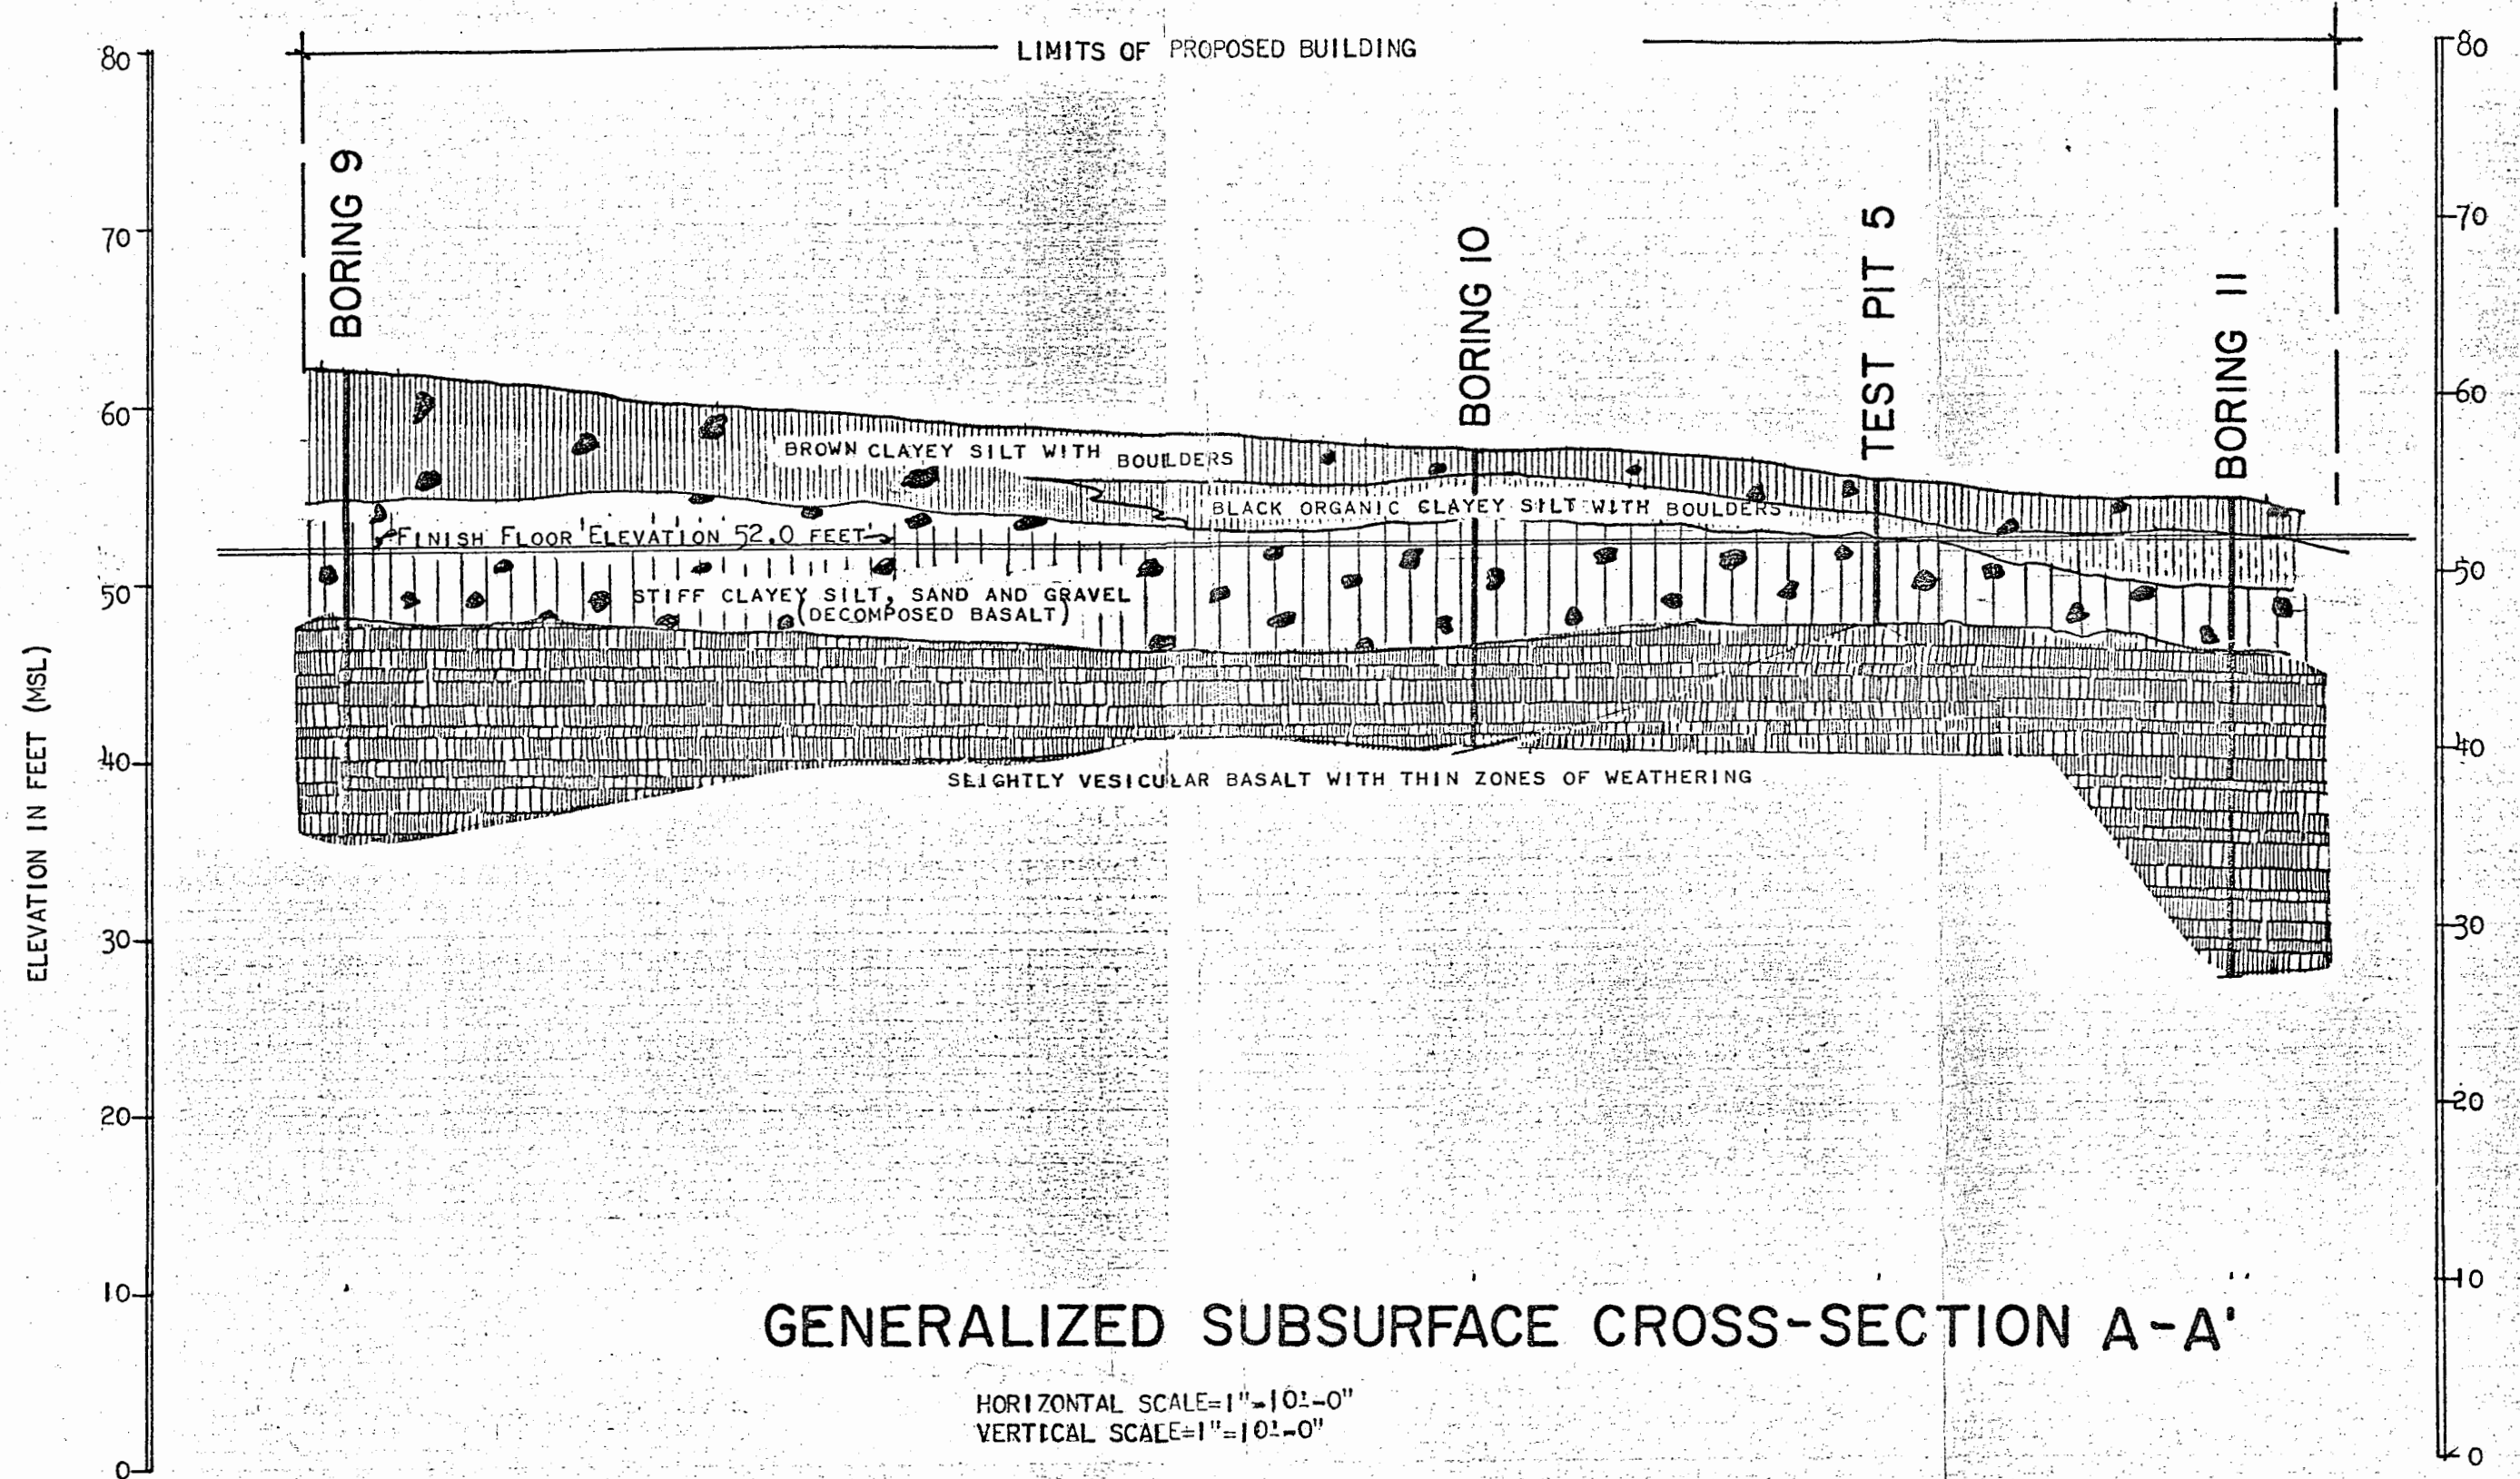 LIMITS OF PROPOSED BUILDING
80
70
60
50
40
30
20
10
0
ELEVATION IN FEET (MSL)
BORING 9
BORING 10
TEST PIT 5
BORING 11
BROWN CLAYEY SILT WITH BOULDERS
BLACK ORGANIC CLAYEY SILT WITH BOULDERS
FINISH FLOOR ELEVATION 52.0 FEET
STIFF CLAYEY SILT, SAND AND GRAVEL
(DECOMPOSED BASALT)
SLIGHTLY VESICULAR BASALT WITH THIN ZONES OF WEATHERING
80
70
60
50
40
30
20
10
0
GENERALIZED SUBSURFACE CROSS-SECTION A-A'
HORIZONTAL SCALE=1"=10'-0"
VERTICAL SCALE=1"=10'-0"